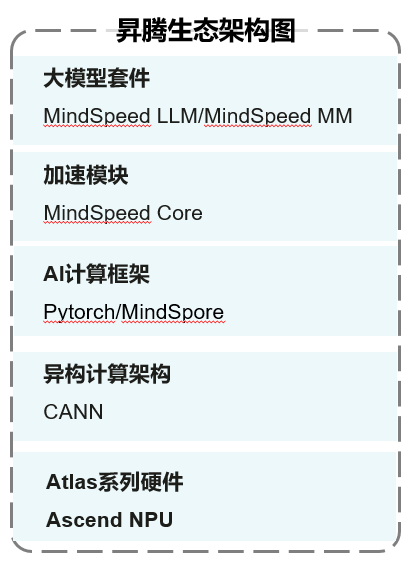 昇腾生态架构图
大模型套件
MindSpeed LLM/MindSpeed MM
加速模块
MindSpeed Core
AI计算框架
Pytorch/MindSpore
异构计算架构
CANN
Atlas系列硬件
Ascend NPU